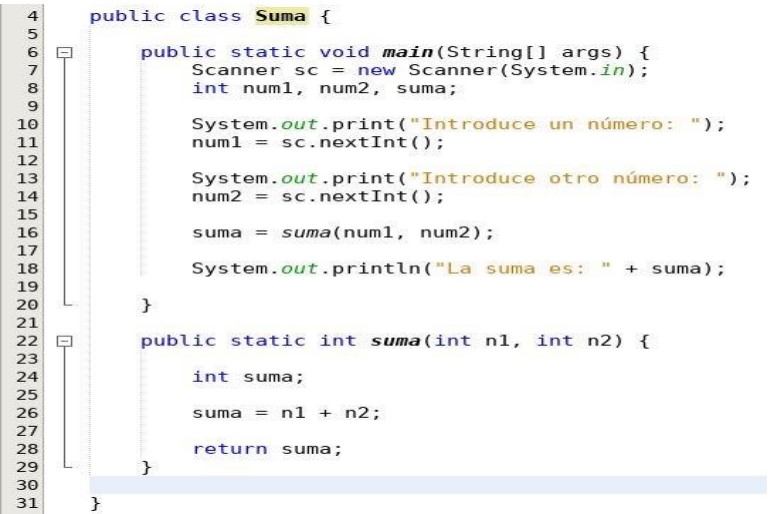 4 public class Suma {
5
6 public static void main(String[] args) {
7 Scanner sc = new Scanner(System.in);
8 int num1, num2, suma;
9
10 System.out.print("Introduce un número: ");
11 num1 = sc.nextInt();
12
13 System.out.print("Introduce otro número: ");
14 num2 = sc.nextInt();
15
16 suma = suma(num1, num2);
17
18 System.out.println("La suma es: " + suma);
19
20 }
21
22 public static int suma(int n1, int n2) {
23
24 int suma;
25
26 suma = n1 + n2;
27
28 return suma;
29 }
30
31 }